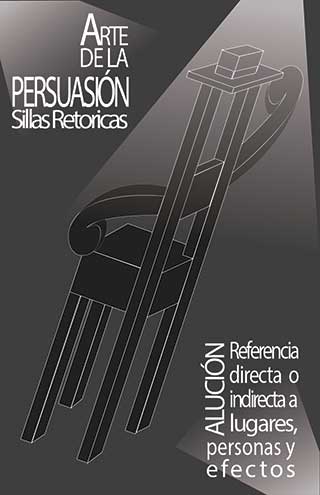 ARTE
DE LA
PERSUASIÓN
Sillas Retoricas
ALUCIÓN
Referencia
directa o
indirecta a
lugares,
personas y
efectos